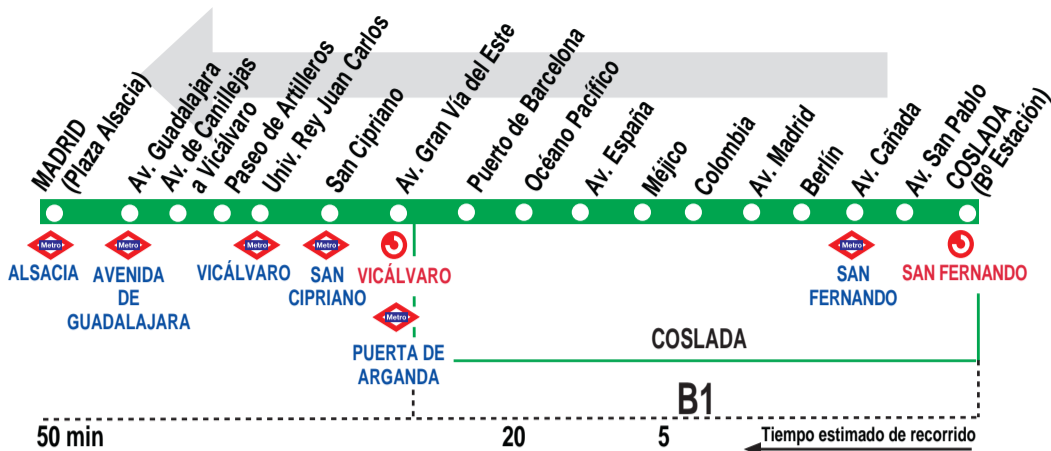 MADRID
(Plaza Alsacia)
Av. Guadalajara
Av. de Canillejas
a Vicálvaro
Paseo de Artilleros
Univ. Rey Juan Carlos
San Cipriano
Av. Gran Vía del Este
Puerto de Barcelona
Océano Pacífico
Av. España
Méjico
Colombia
Av. Madrid
Berlín
Av. Cañada
Av. San Pablo
COSLADA
(Bº Estación)
Metro
ALSACIA
Metro
AVENIDA
DE
GUADALAJARA
Metro
VICÁLVARO
Metro
SAN
CIPRIANO
VICÁLVARO
Metro
PUERTA DE
ARGANDA
Metro
SAN
FERNANDO
SAN FERNANDO
COSLADA
B1
50 min
20
5
Tiempo estimado de recorrido